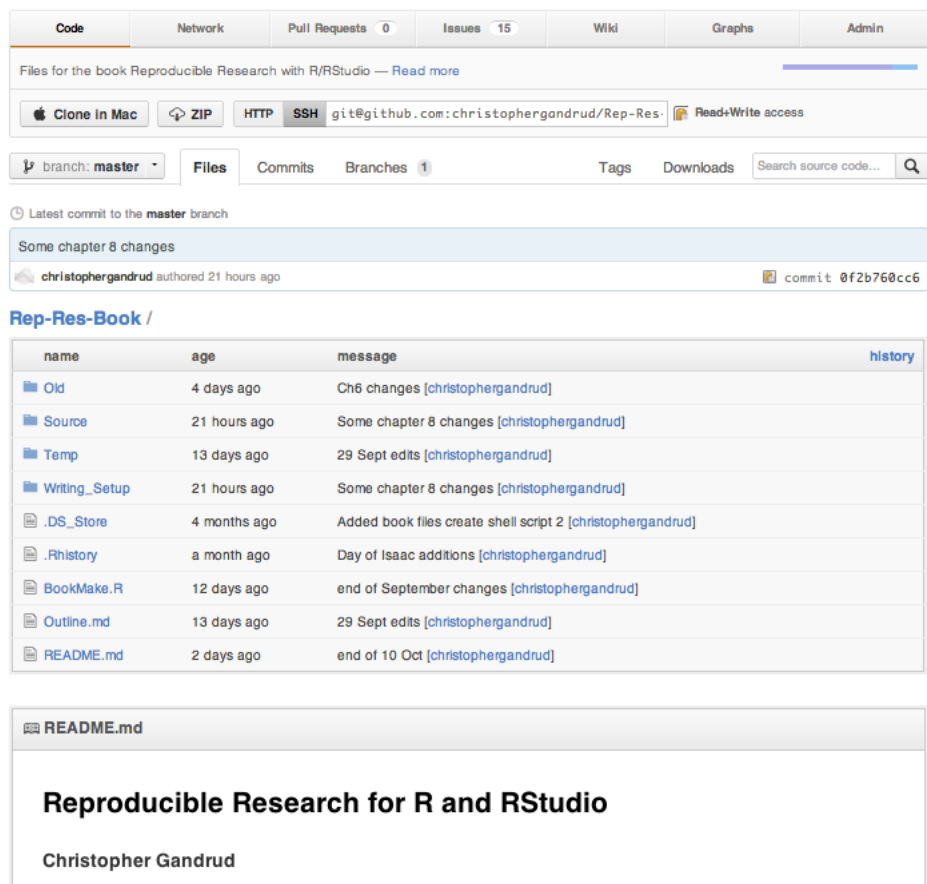 Code Network Pull Requests 0 Issues 15 Wiki Graphs Admin
Files for the book Reproducible Research with R/RStudio — Read more
Clone in Mac ZIP HTTP SSH git@github.com:christophergandrud/Rep-Res- Read+Write access
branch: master Files Commits Branches 1 Tags Downloads Search source code...
Latest commit to the master branch
Some chapter 8 changes
christophergandrud authored 21 hours ago commit 0f2b760cc6
Rep-Res-Book /
name age message history
Old 4 days ago Ch6 changes [christophergandrud]
Source 21 hours ago Some chapter 8 changes [christophergandrud]
Temp 13 days ago 29 Sept edits [christophergandrud]
Writing_Setup 21 hours ago Some chapter 8 changes [christophergandrud]
.DS_Store 4 months ago Added book files create shell script 2 [christophergandrud]
.Rhistory a month ago Day of Isaac additions [christophergandrud]
BookMake.R 12 days ago end of September changes [christophergandrud]
Outline.md 13 days ago 29 Sept edits [christophergandrud]
README.md 2 days ago end of 10 Oct [christophergandrud]
README.md
Reproducible Research for R and RStudio
Christopher Gandrud